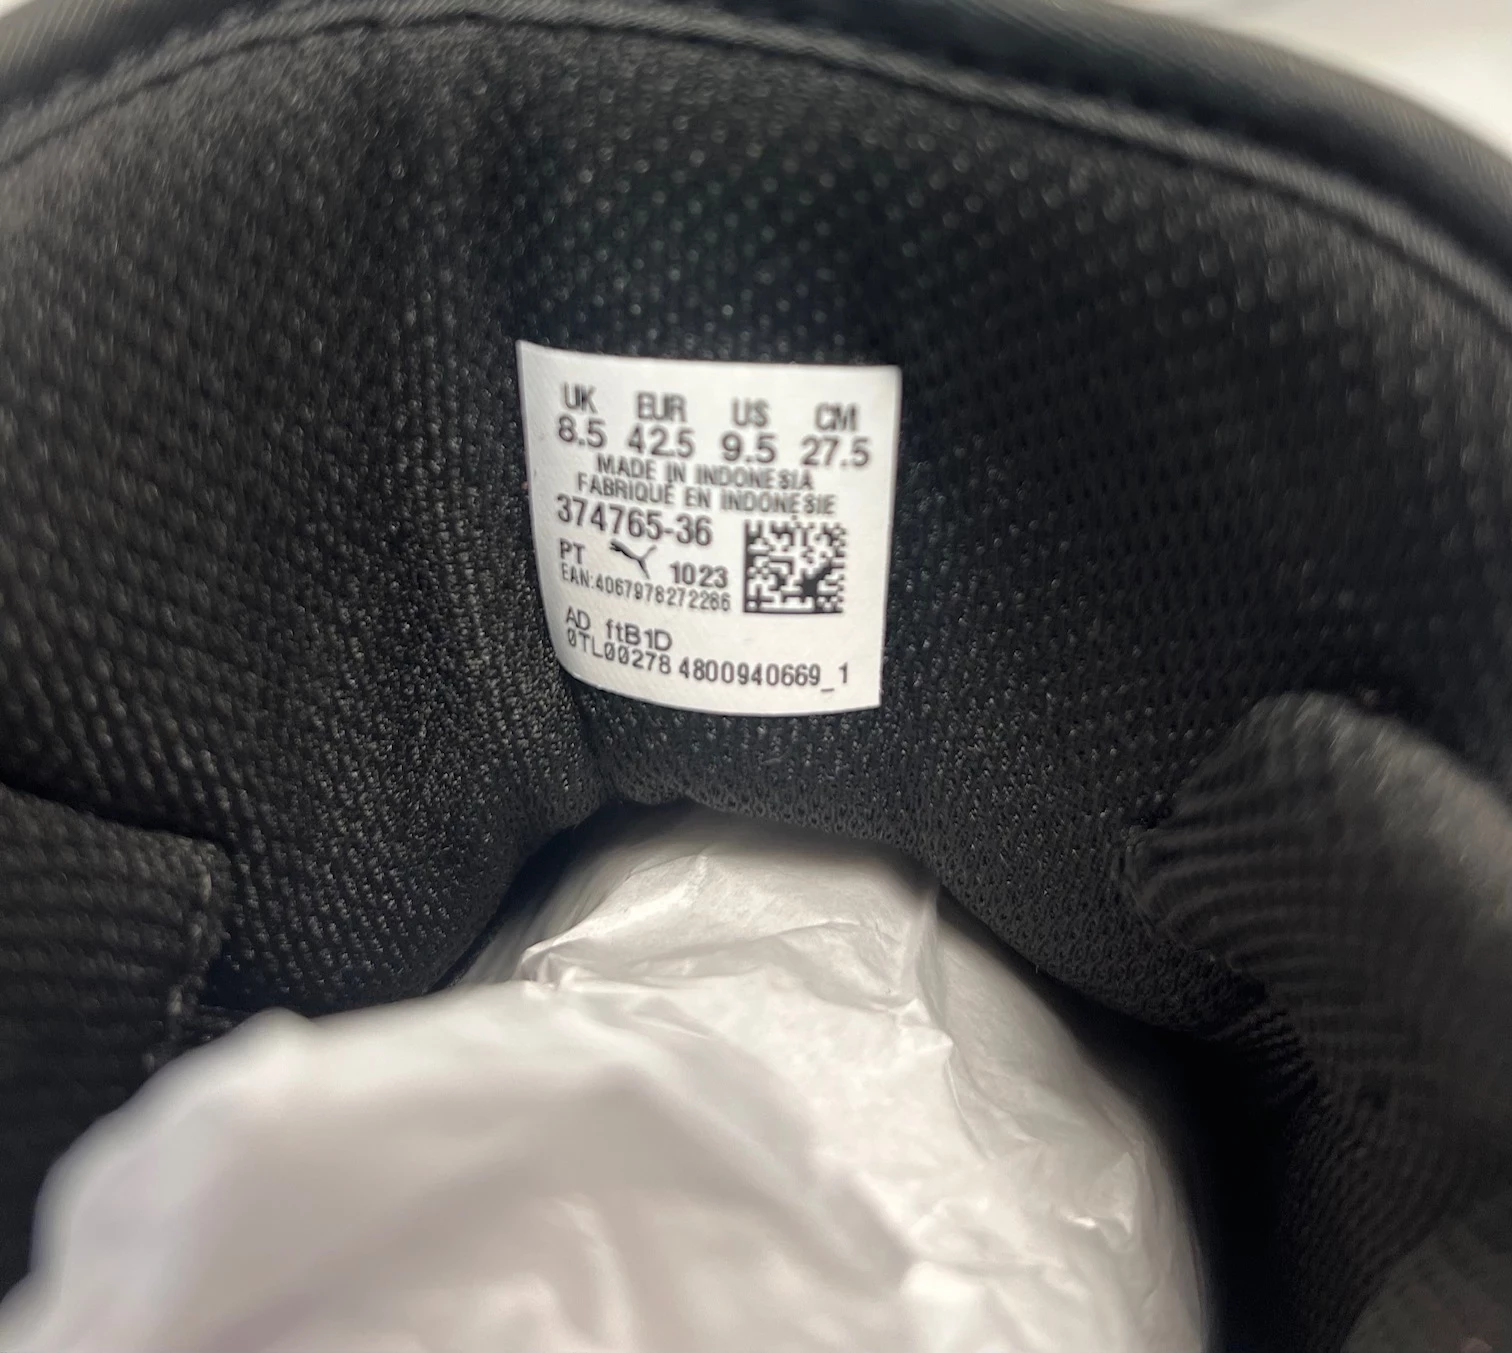 UK EUR US CM
8.5 42.5 9.5 27.5
MADE IN INDONESIA
FABRIQUÉ EN INDONÉSIE
374765-36
PT 1023
EAN:4067978272266
AD ftB1D
0TL00278 4800940669_1